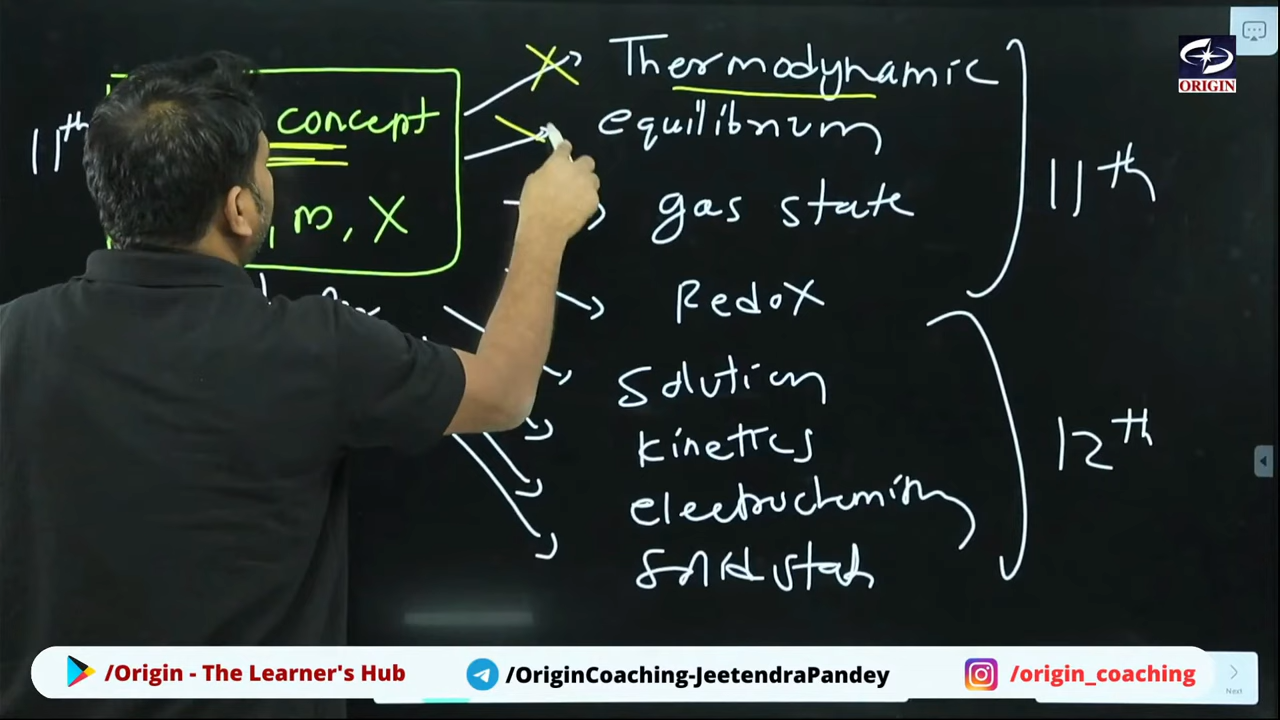 11th
concept
, m, X
Thermodynamic
equilibrium
gas state
Redox
11th
Solution
kinetics
electrochemistry
Solid state
12th
ORIGIN
Next
/Origin - The Learner's Hub
/OriginCoaching-JeetendraPandey
/origin_coaching